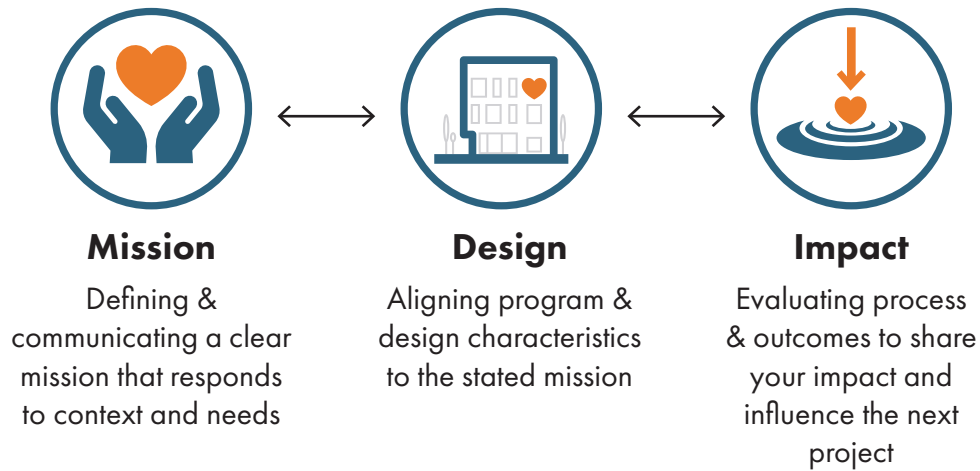 Mission
Defining &
communicating a clear
mission that responds
to context and needs
Design
Aligning program &
design characteristics
to the stated mission
Impact
Evaluating process
& outcomes to share
your impact and
influence the next
project